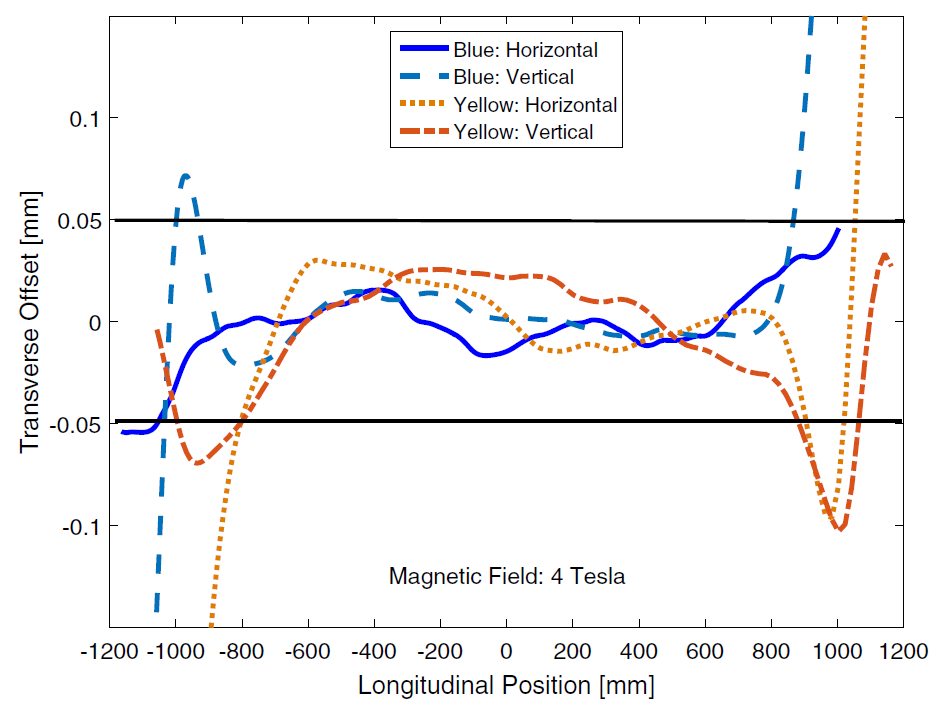 Blue: Horizontal
Blue: Vertical
Yellow: Horizontal
Yellow: Vertical
0.1
0.05
0
-0.05
-0.1
Transverse Offset [mm]
Magnetic Field: 4 Tesla
-1200 -1000 -800 -600 -400 -200 0 200 400 600 800 1000 1200
Longitudinal Position [mm]